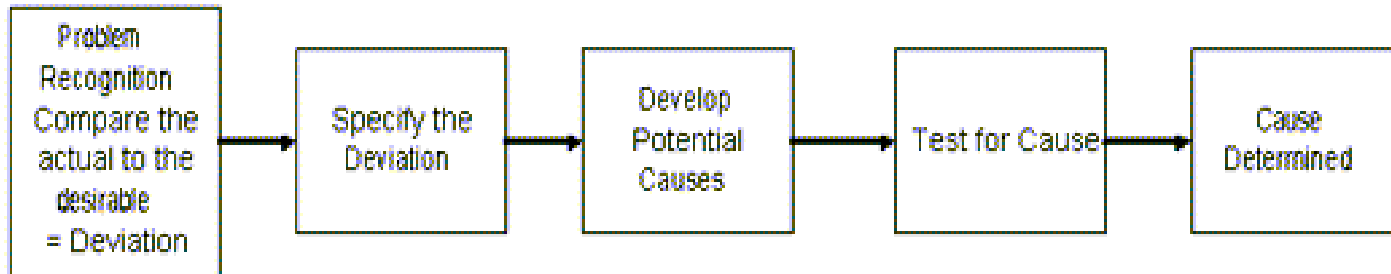 Problem
Recognition
Compare the
actual to the
desirable
= Deviation
Specify the
Deviation
Develop
Potential
Causes
Test for Cause
Cause
Determined